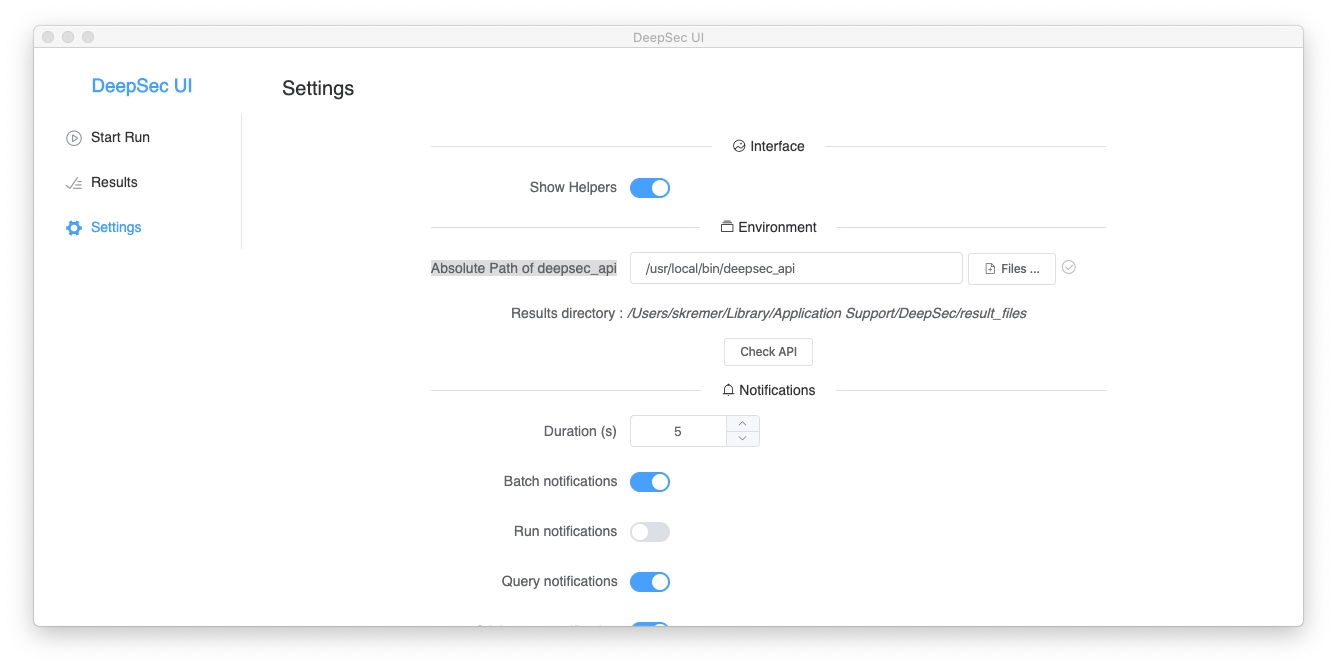 DeepSec UI
DeepSec UI
Settings
Start Run
Results
Settings
Interface
Show Helpers
Environment
Absolute Path of deepsec_api /usr/local/bin/deepsec_api Files ...
Results directory : /Users/skremer/Library/Application Support/DeepSec/result_files
Check API
Notifications
Duration (s) 5
Batch notifications
Run notifications
Query notifications